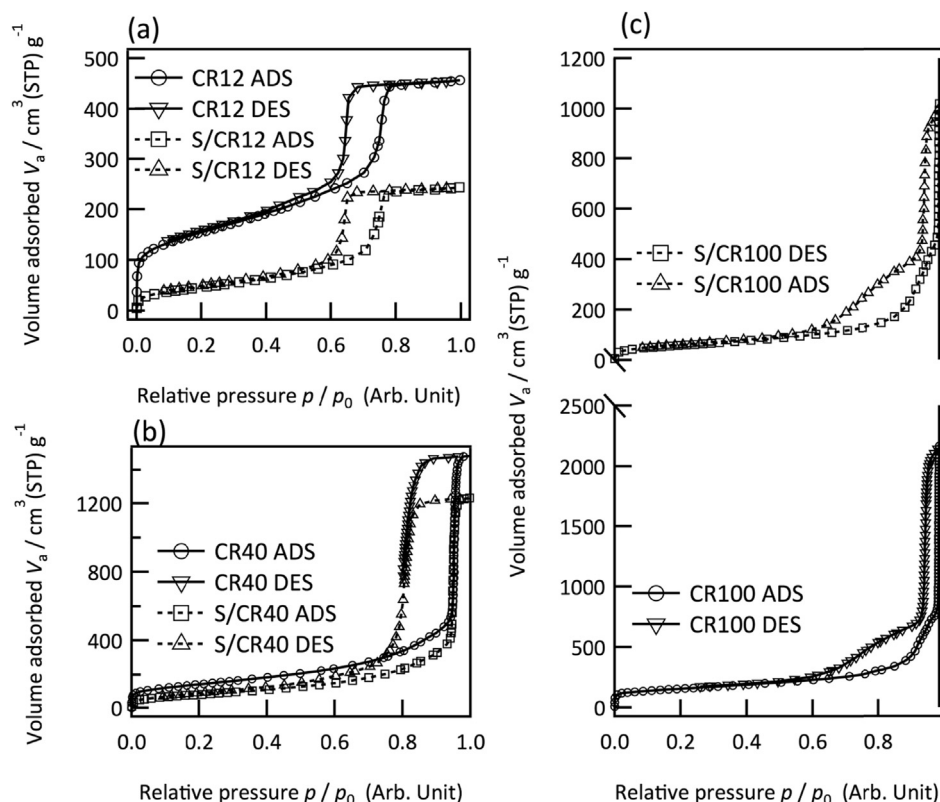 (a)
Volume adsorbed Va / cm3 (STP) g-1
500
400
300
200
100
0
CR12 ADS
CR12 DES
S/CR12 ADS
S/CR12 DES
0.0 0.2 0.4 0.6 0.8 1.0
Relative pressure p / p0 (Arb. Unit)
(b)
Volume adsorbed Va / cm3 (STP) g-1
1200
800
400
0
CR40 ADS
CR40 DES
S/CR40 ADS
S/CR40 DES
0.0 0.2 0.4 0.6 0.8 1.0
Relative pressure p / p0 (Arb. Unit)
(c)
Volume adsorbed Va / cm3 (STP) g-1
1200
1000
800
600
400
200
0
S/CR100 DES
S/CR100 ADS
2500
2000
1500
1000
500
0
CR100 ADS
CR100 DES
0.0 0.2 0.4 0.6 0.8
Relative pressure p / p0 (Arb. Unit)